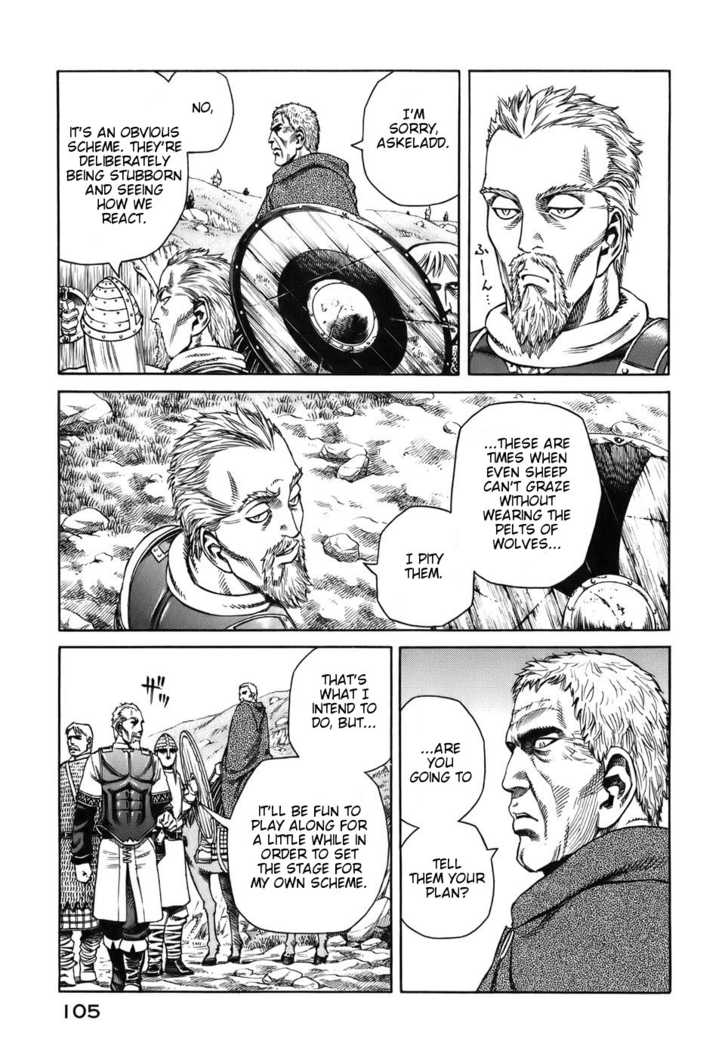 ふーん…
I'M
SORRY,
ASKELADD.
NO,
IT'S AN OBVIOUS
SCHEME. THEY'RE
DELIBERATELY
BEING STUBBORN
AND SEEING
HOW WE
REACT.
...THESE ARE
TIMES WHEN
EVEN SHEEP
CAN'T GRAZE
WITHOUT
WEARING THE
PELTS OF
WOLVES...
I PITY
THEM.
...ARE
YOU
GOING TO
TELL
THEM YOUR
PLAN?
THAT'S
WHAT I
INTEND TO
DO, BUT...
IT'LL BE FUN TO
PLAY ALONG FOR
A LITTLE WHILE IN
ORDER TO SET
THE STAGE FOR
MY OWN SCHEME.
ザッ
105